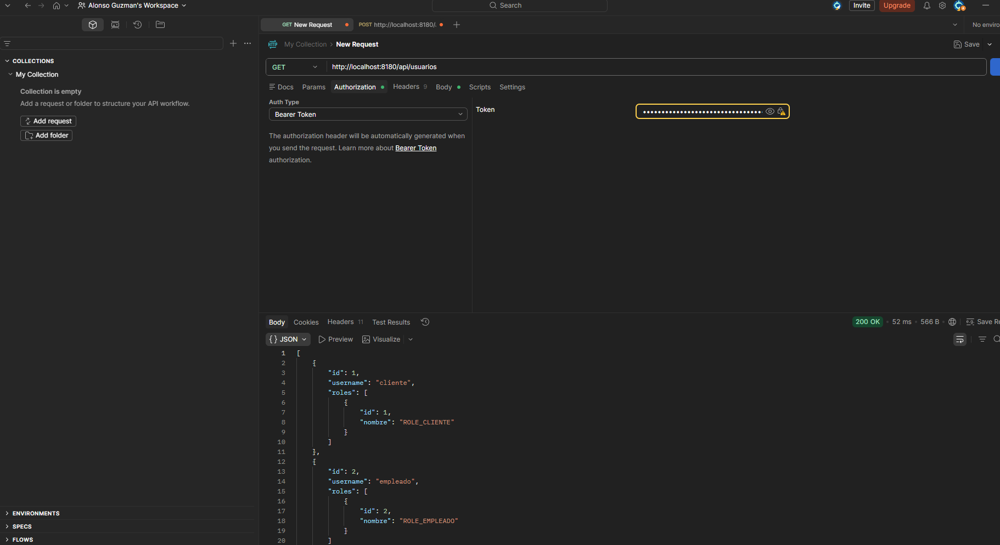 Alonso Guzman's Workspace
Search
Invite
Upgrade
GET New Request
POST http://localhost:8180/
No enviro
HTTP My Collection > New Request
Save
COLLECTIONS
My Collection
Collection is empty
Add a request or folder to structure your API workflow.
Add request
Add folder
GET
http://localhost:8180/api/usuarios
Docs
Params
Authorization
Headers 9
Body
Scripts
Settings
Auth Type
Bearer Token
The authorization header will be automatically generated when
you send the request. Learn more about Bearer Token
authorization.
Token
Body
Cookies
Headers 11
Test Results
200 OK
52 ms
566 B
e.g. Save Re
{} JSON
Preview
Visualize
1 [
2 {
3 "id": 1,
4 "username": "cliente",
5 "roles": [
6 {
7 "id": 1,
8 "nombre": "ROLE_CLIENTE"
9 }
10 ]
11 },
12 {
13 "id": 2,
14 "username": "empleado",
15 "roles": [
16 {
17 "id": 2,
18 "nombre": "ROLE_EMPLEADO"
19 }
20 ]
ENVIRONMENTS
SPECS
FLOWS